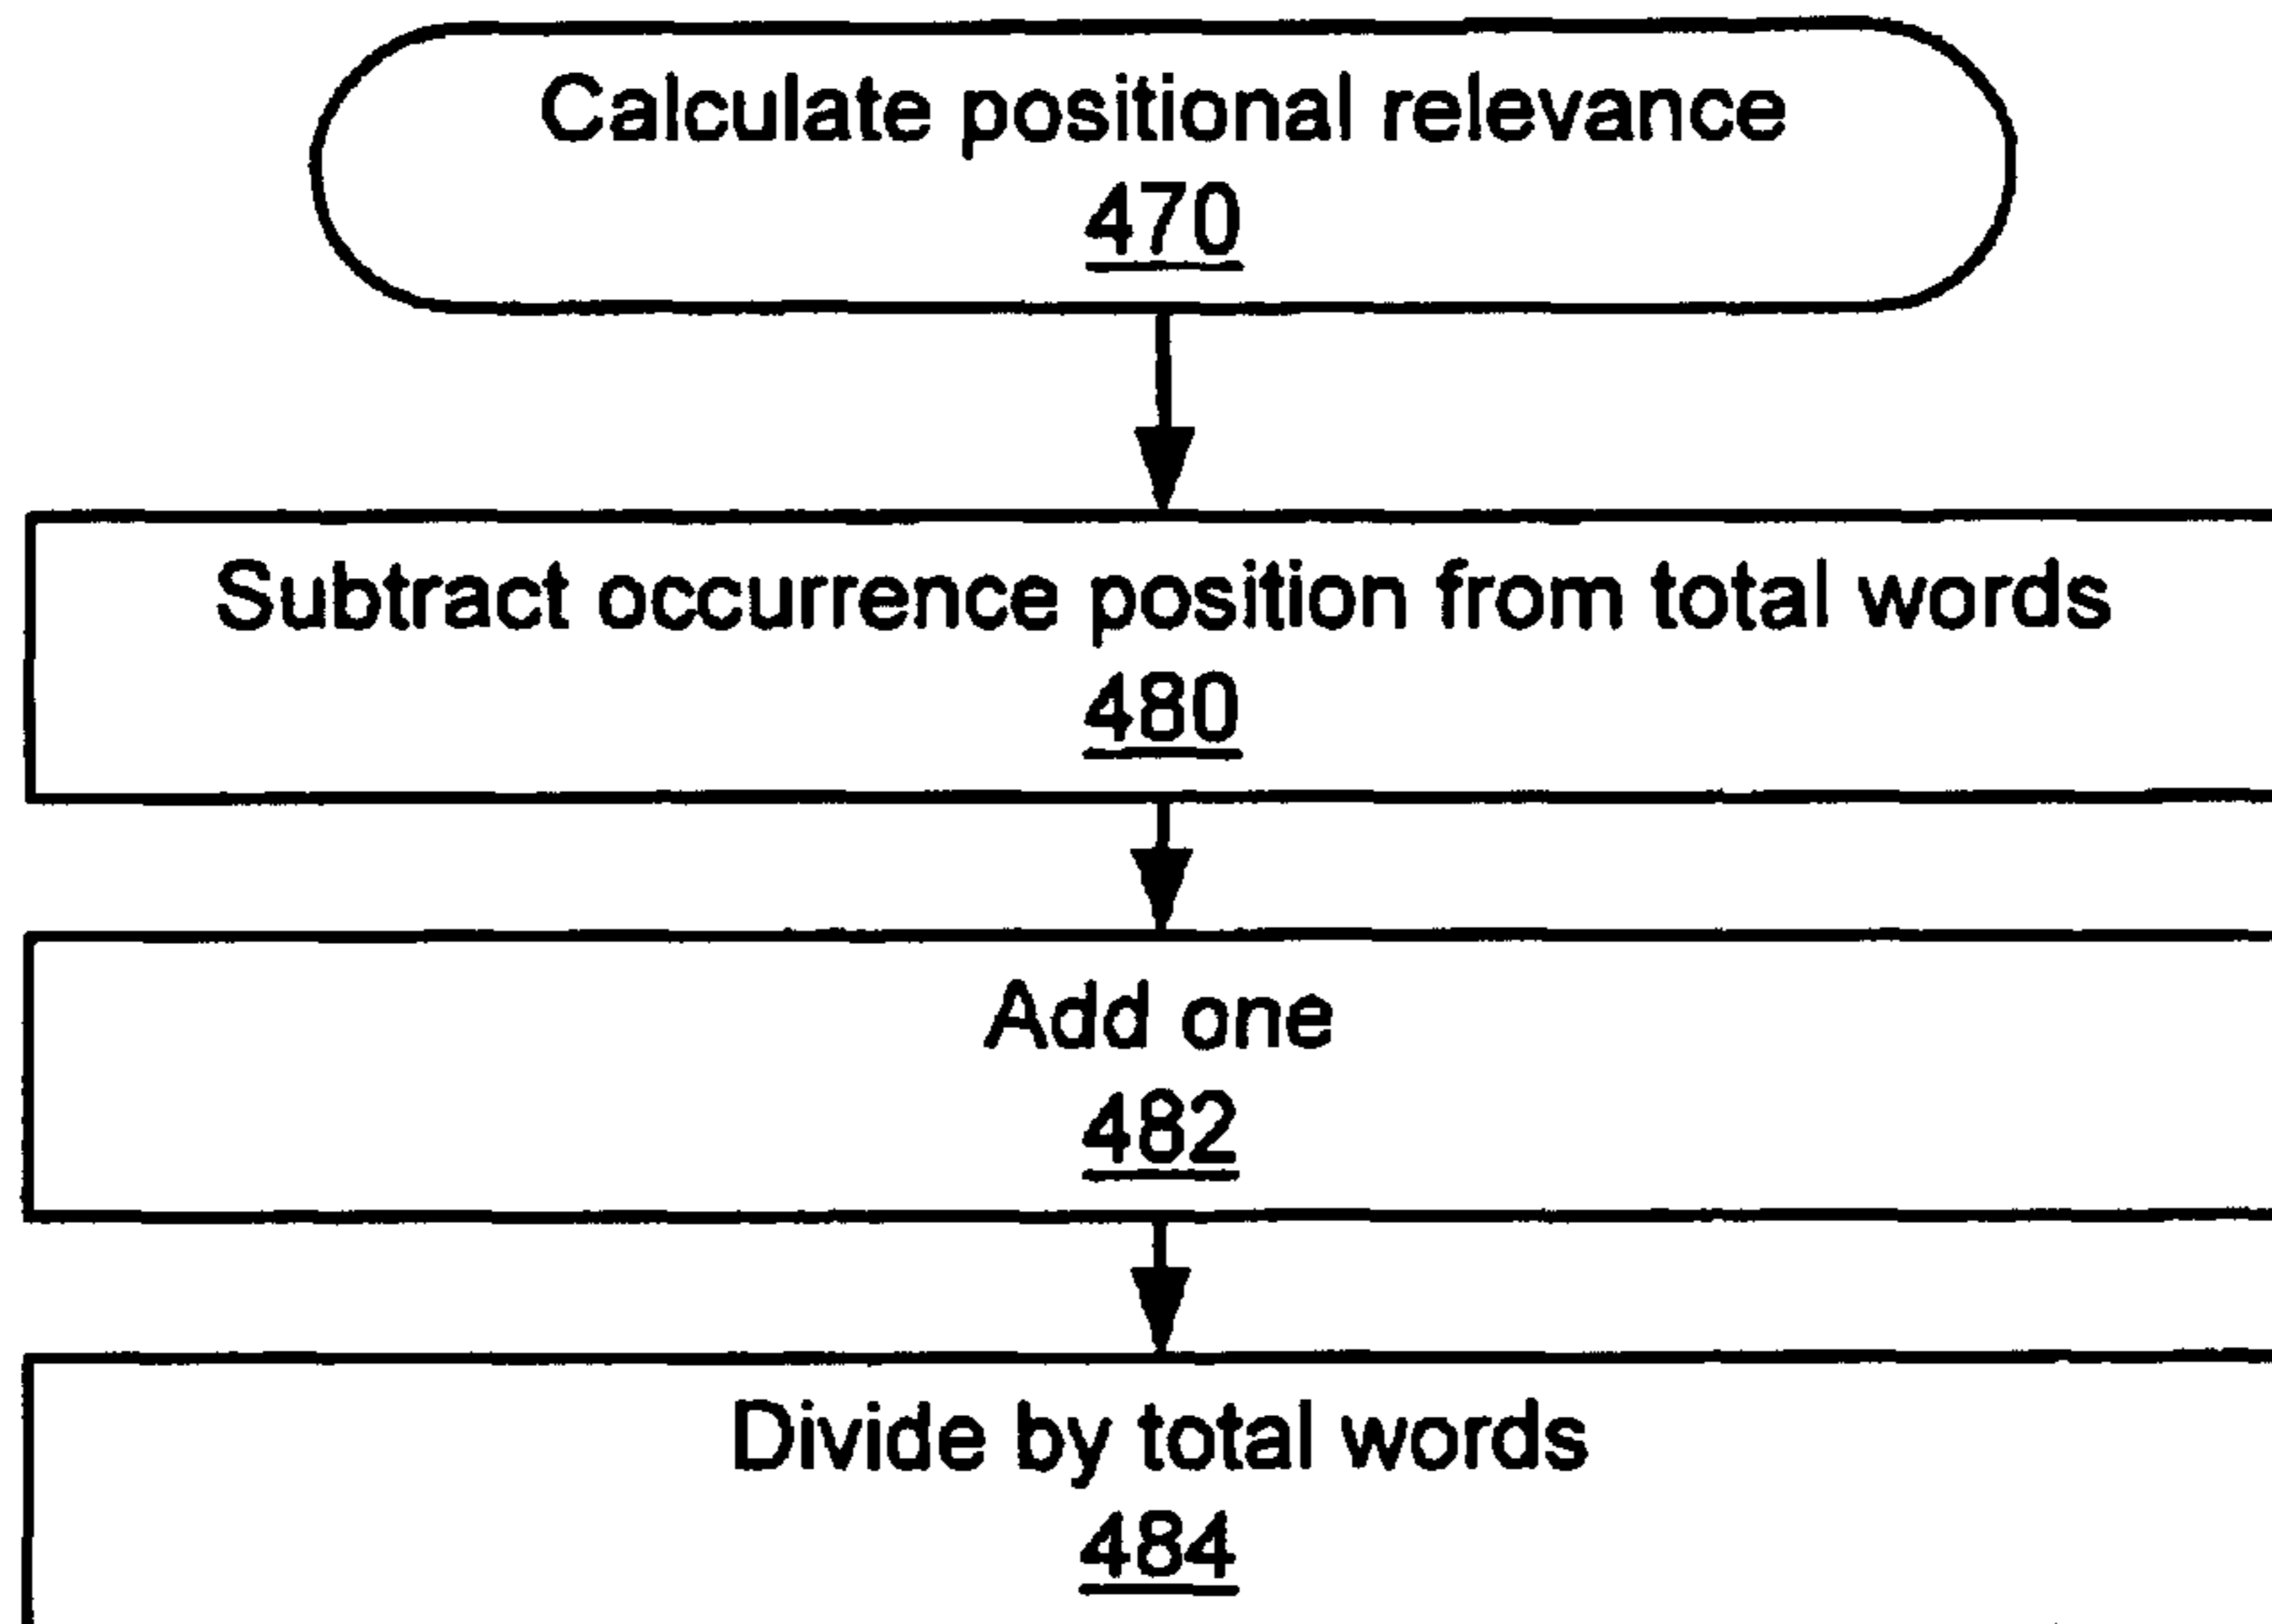 Calculate positional relevance
470
Subtract occurrence position from total words
480
Add one
482
Divide by total words
484